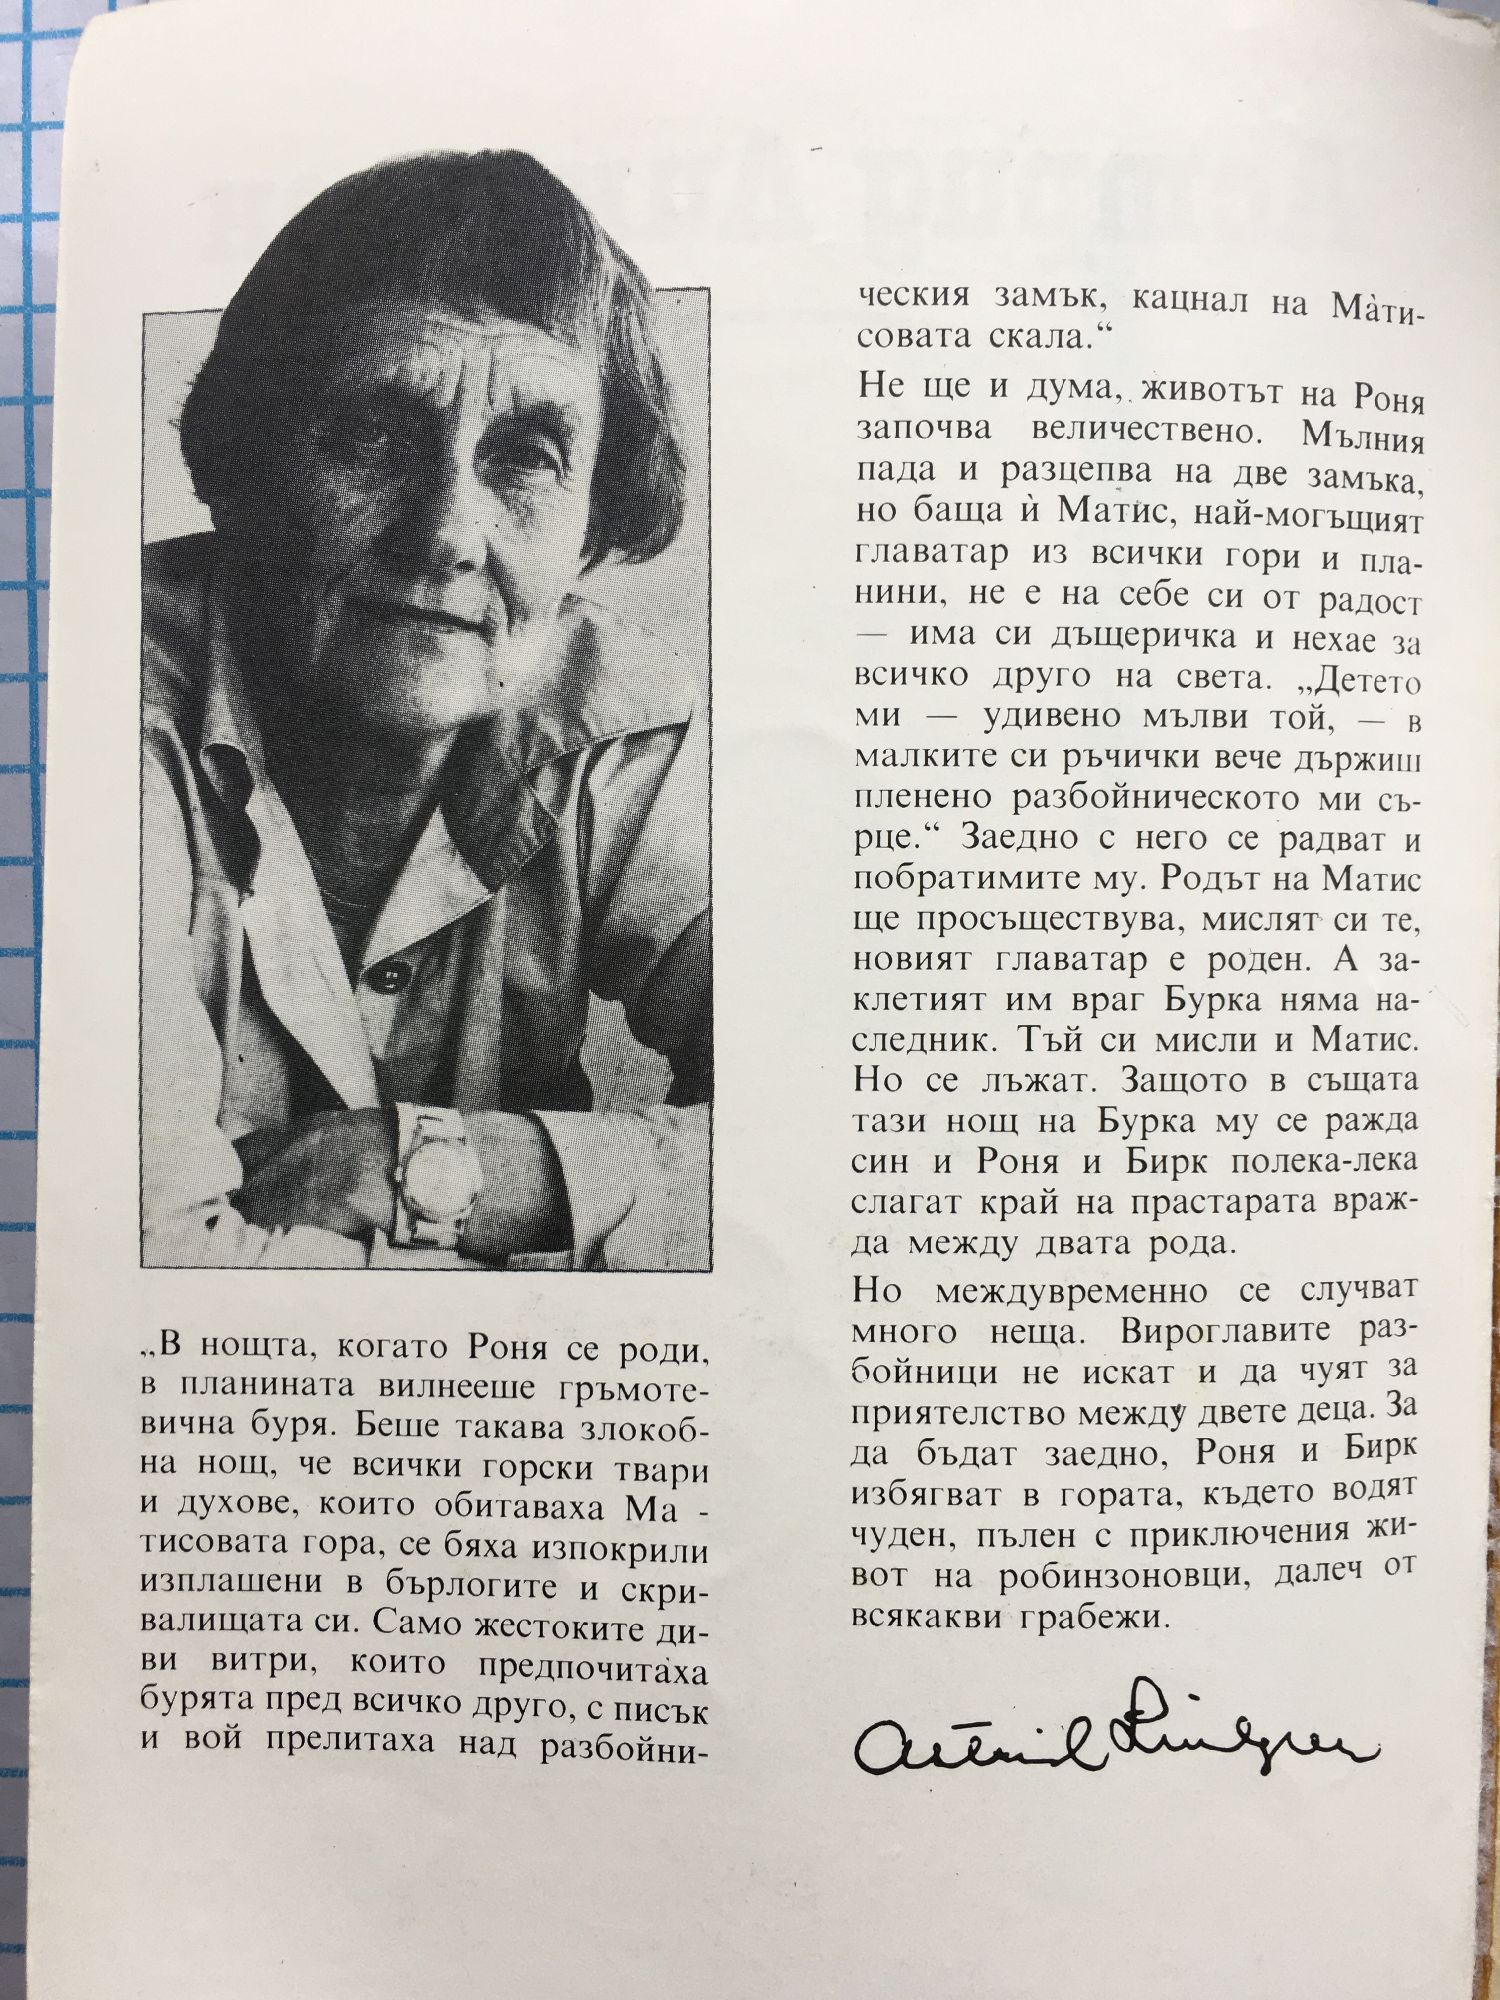 „В нощта, когато Роня се роди,
в планината вилнееше гръмоте-
вична буря. Беше такава злокоб-
на нощ, че всички горски твари
и духове, които обитаваха Ма -
тисовата гора, се бяха изпокрили
изплашени в бърлогите и скри-
валищата си. Само жестоките ди-
ви витри, които предпочитаха
бурята пред всичко друго, с писък
и вой прелитаха над разбойни-
ческия замък, кацнал на Мàти-
совата скала.“
Не ще и дума, животът на Роня
започва величествено. Мълния
пада и разцепва на две замъка,
но баща ѝ Матис, най-могъщият
главатар из всички гори и пла-
нини, не е на себе си от радост
— има си дъщеричка и нехае за
всичко друго на света. „Детето
ми — удивено мълви той, — в
малките си ръчички вече държиш
пленено разбойническото ми съ-
рце.“ Заедно с него се радват и
побратимите му. Родът на Матис
ще просъществува, мислят си те,
новият главатар е роден. А за-
клетият им враг Бурка няма на-
следник. Тъй си мисли и Матис.
Но се лъжат. Защото в същата
тази нощ на Бурка му се ражда
син и Роня и Бирк полека-лека
слагат край на прастарата враж-
да между двата рода.
Но междувременно се случват
много неща. Вироглавите раз-
бойници не искат и да чуят за
приятелство между двете деца. За
да бъдат заедно, Роня и Бирк
избягват в гората, където водят
чуден, пълен с приключения жи-
вот на робинзоновци, далеч от
всякакви грабежи.
Astrid Lindgren